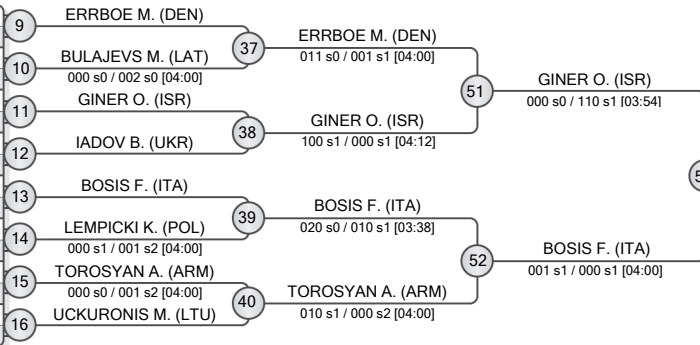 9
ERRBOE M. (DEN)
37
ERRBOE M. (DEN)
011 s0 / 001 s1 [04:00]
10
BULAJEVS M. (LAT)
000 s0 / 002 s0 [04:00]
51
GINER O. (ISR)
000 s0 / 110 s1 [03:54]
11
GINER O. (ISR)
38
GINER O. (ISR)
100 s1 / 000 s1 [04:12]
12
IADOV B. (UKR)
13
BOSIS F. (ITA)
39
BOSIS F. (ITA)
020 s0 / 010 s1 [03:38]
14
LEMPICKI K. (POL)
000 s1 / 001 s2 [04:00]
52
BOSIS F. (ITA)
001 s1 / 000 s1 [04:00]
15
TOROSYAN A. (ARM)
000 s0 / 001 s2 [04:00]
40
TOROSYAN A. (ARM)
010 s1 / 000 s2 [04:00]
16
UCKURONIS M. (LTU)